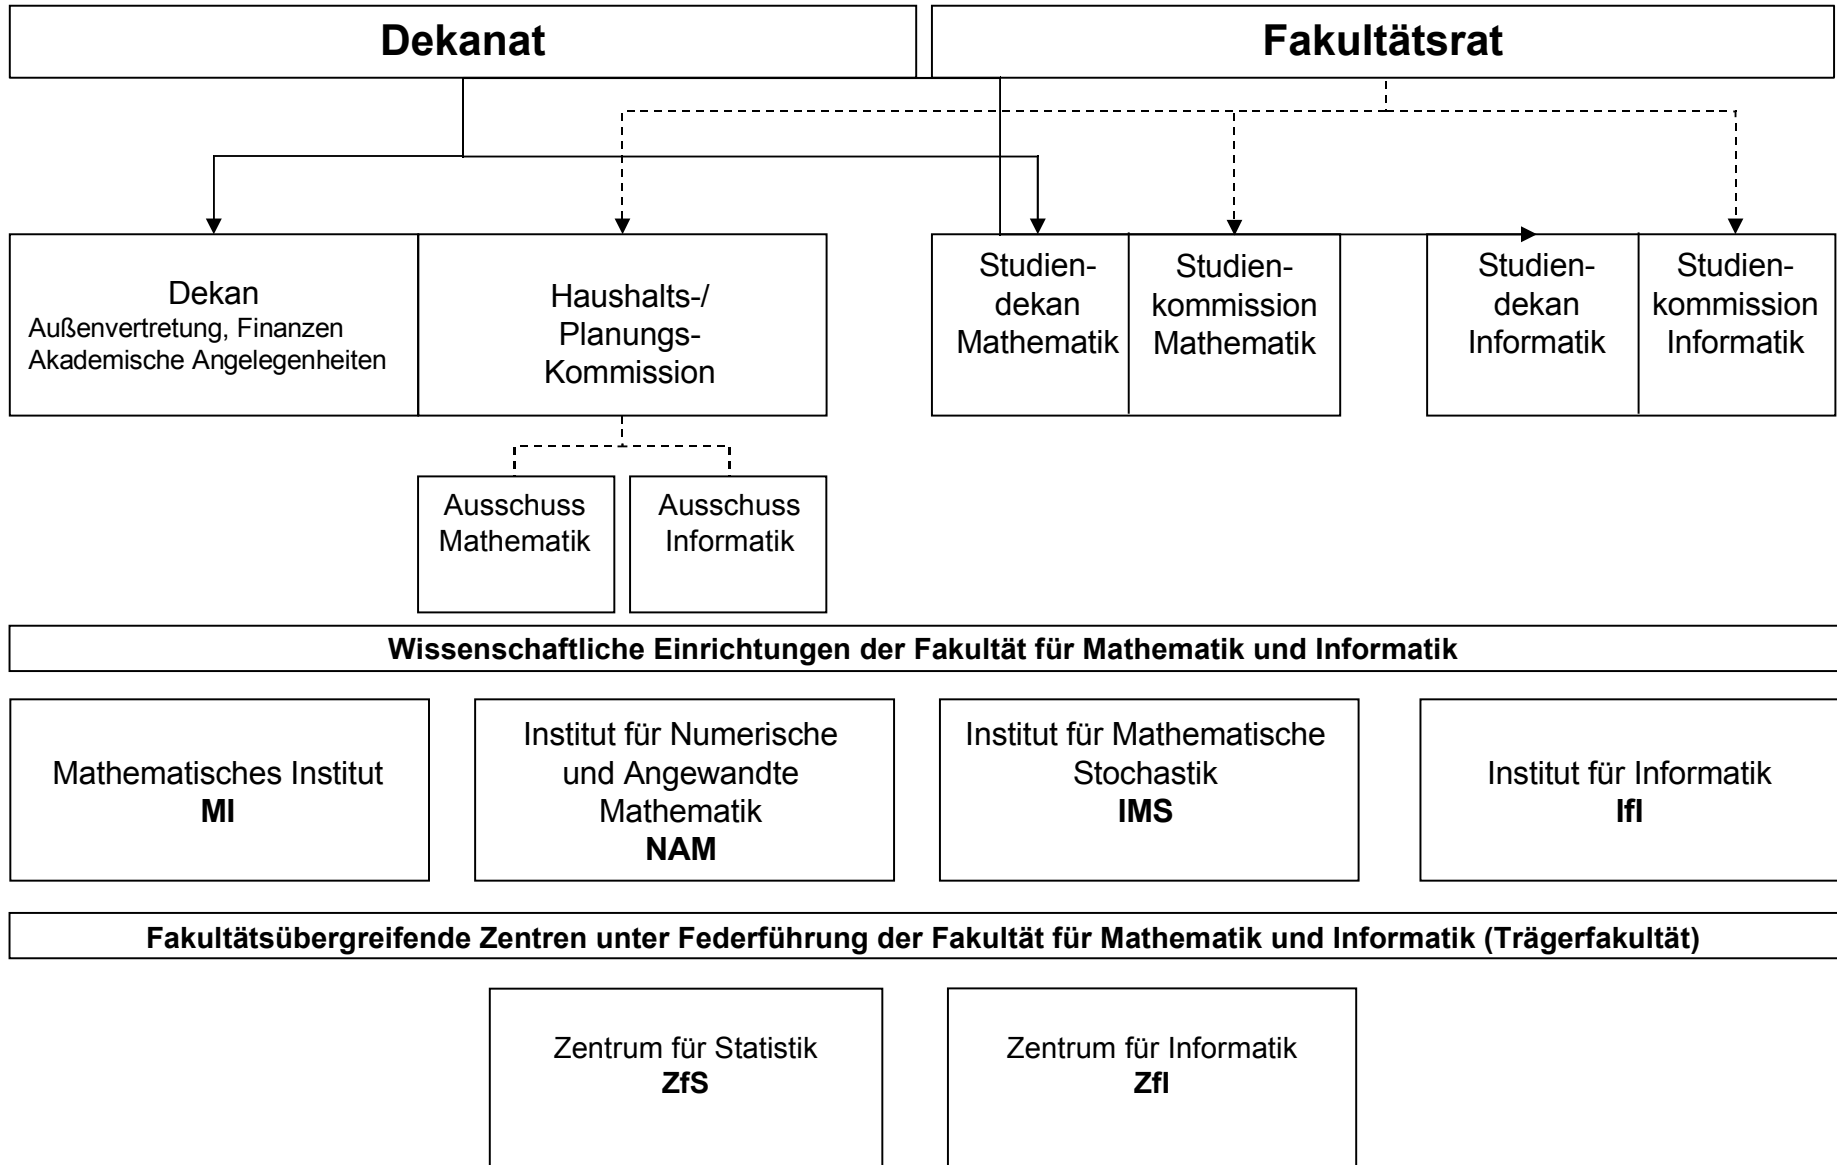 Dekanat
Fakultätsrat
Dekan
Außenvertretung, Finanzen
Akademische Angelegenheiten
Haushalts-/
Planungs-
Kommission
Studien-
dekan
Mathematik
Studien-
kommission
Mathematik
Studien-
dekan
Informatik
Studien-
kommission
Informatik
Ausschuss
Mathematik
Ausschuss
Informatik
Wissenschaftliche Einrichtungen der Fakultät für Mathematik und Informatik
Mathematisches Institut
MI
Institut für Numerische
und Angewandte
Mathematik
NAM
Institut für Mathematische
Stochastik
IMS
Institut für Informatik
IfI
Fakultätsübergreifende Zentren unter Federführung der Fakultät für Mathematik und Informatik (Trägerfakultät)
Zentrum für Statistik
ZfS
Zentrum für Informatik
ZfI